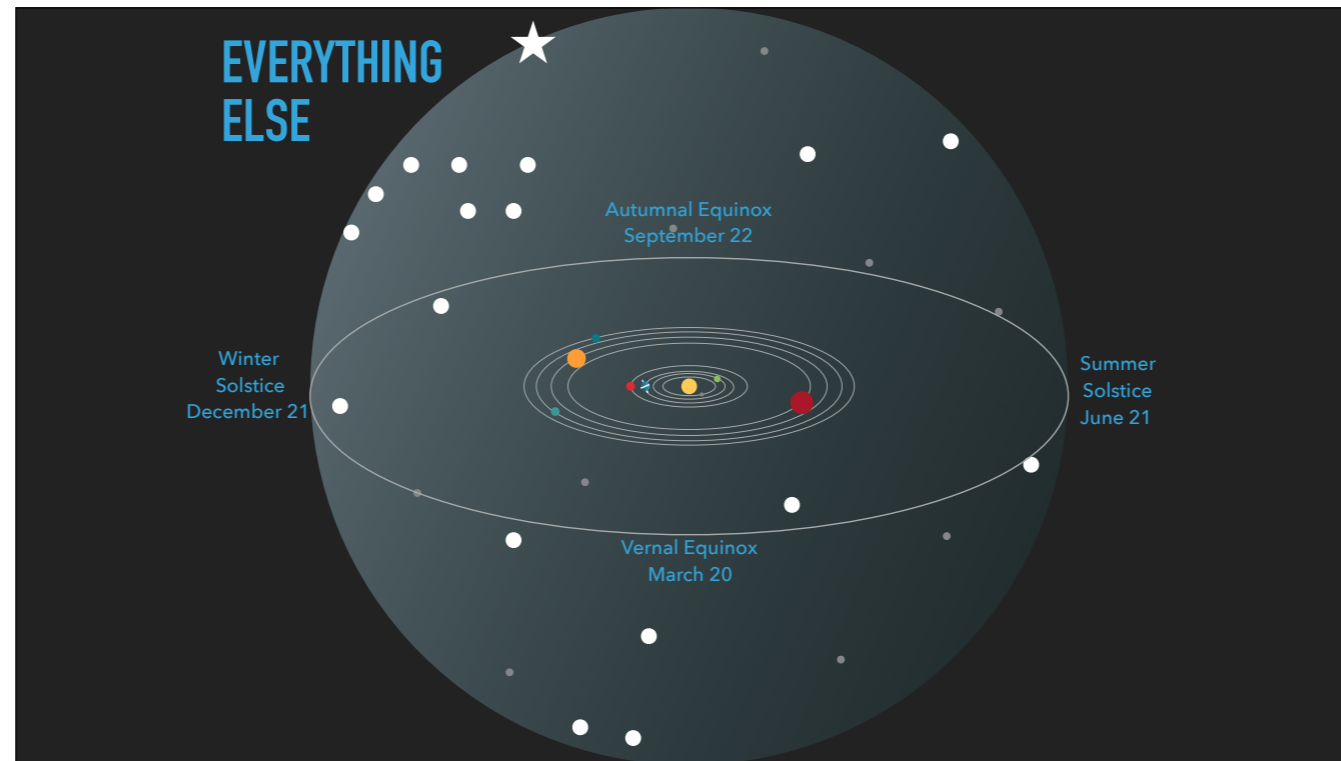 EVERYTHING
ELSE
Autumnal Equinox
September 22
Winter
Solstice
December 21
Summer
Solstice
June 21
Vernal Equinox
March 20